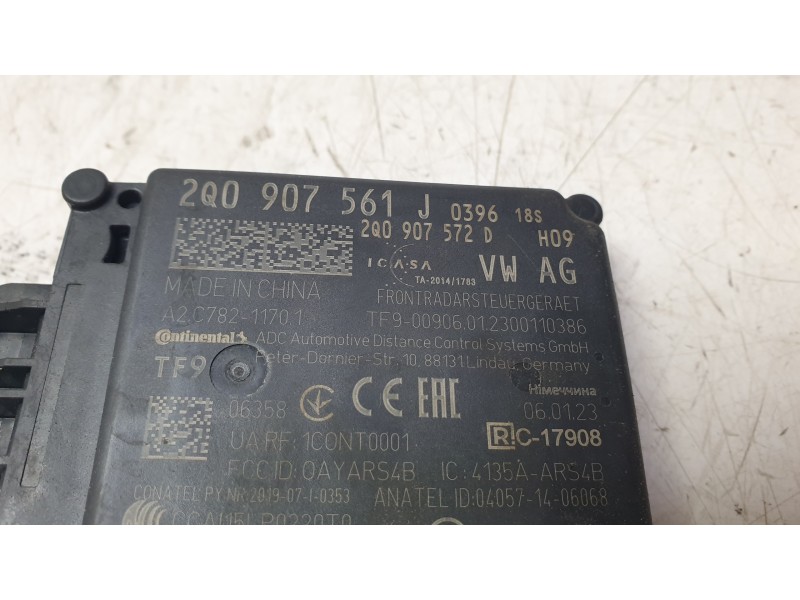 2Q0 907 561 J 0396 18S
2Q0 907 572 D H09
ICASA
TA-2014/1783
VW AG
MADE IN CHINA
FRONTRADARSTEUERGERAET
A2C782-1170 1
TF9-00906.01.2300110386
Continental ADC Automotive Distance Control Systems GmbH
Peter-Dornier-Str, 10, 88131 Lindau, Germany
TF9
Німеччина
06358 CE EAC 06.01.23
UA RF: 1CONT0001 R C-17908
FCC ID: OAYARS4B IC: 4135A-ARS4B
CONATEL PY NR 2019-07-I-0353 ANATEL ID: 04057-14-06068